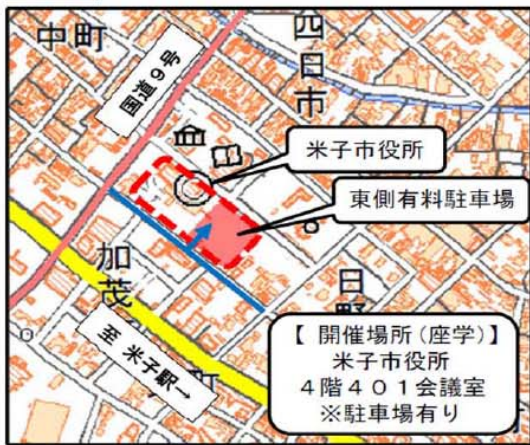 中町
国道９号
四日市
米子市役所
東側有料駐車場
加茂
日野
至 米子駅→
町
【 開催場所（座学）】
米子市役所
４階４０１会議室
※駐車場有り